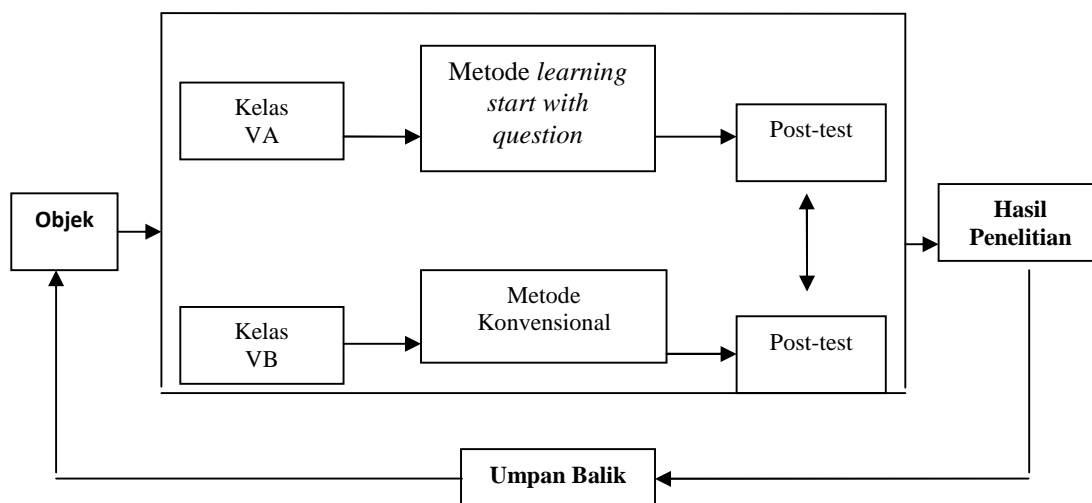 Objek
Kelas
VA
Metode learning
start with
question
Post-test
Kelas
VB
Metode
Konvensional
Post-test
Hasil
Penelitian
Umpan Balik